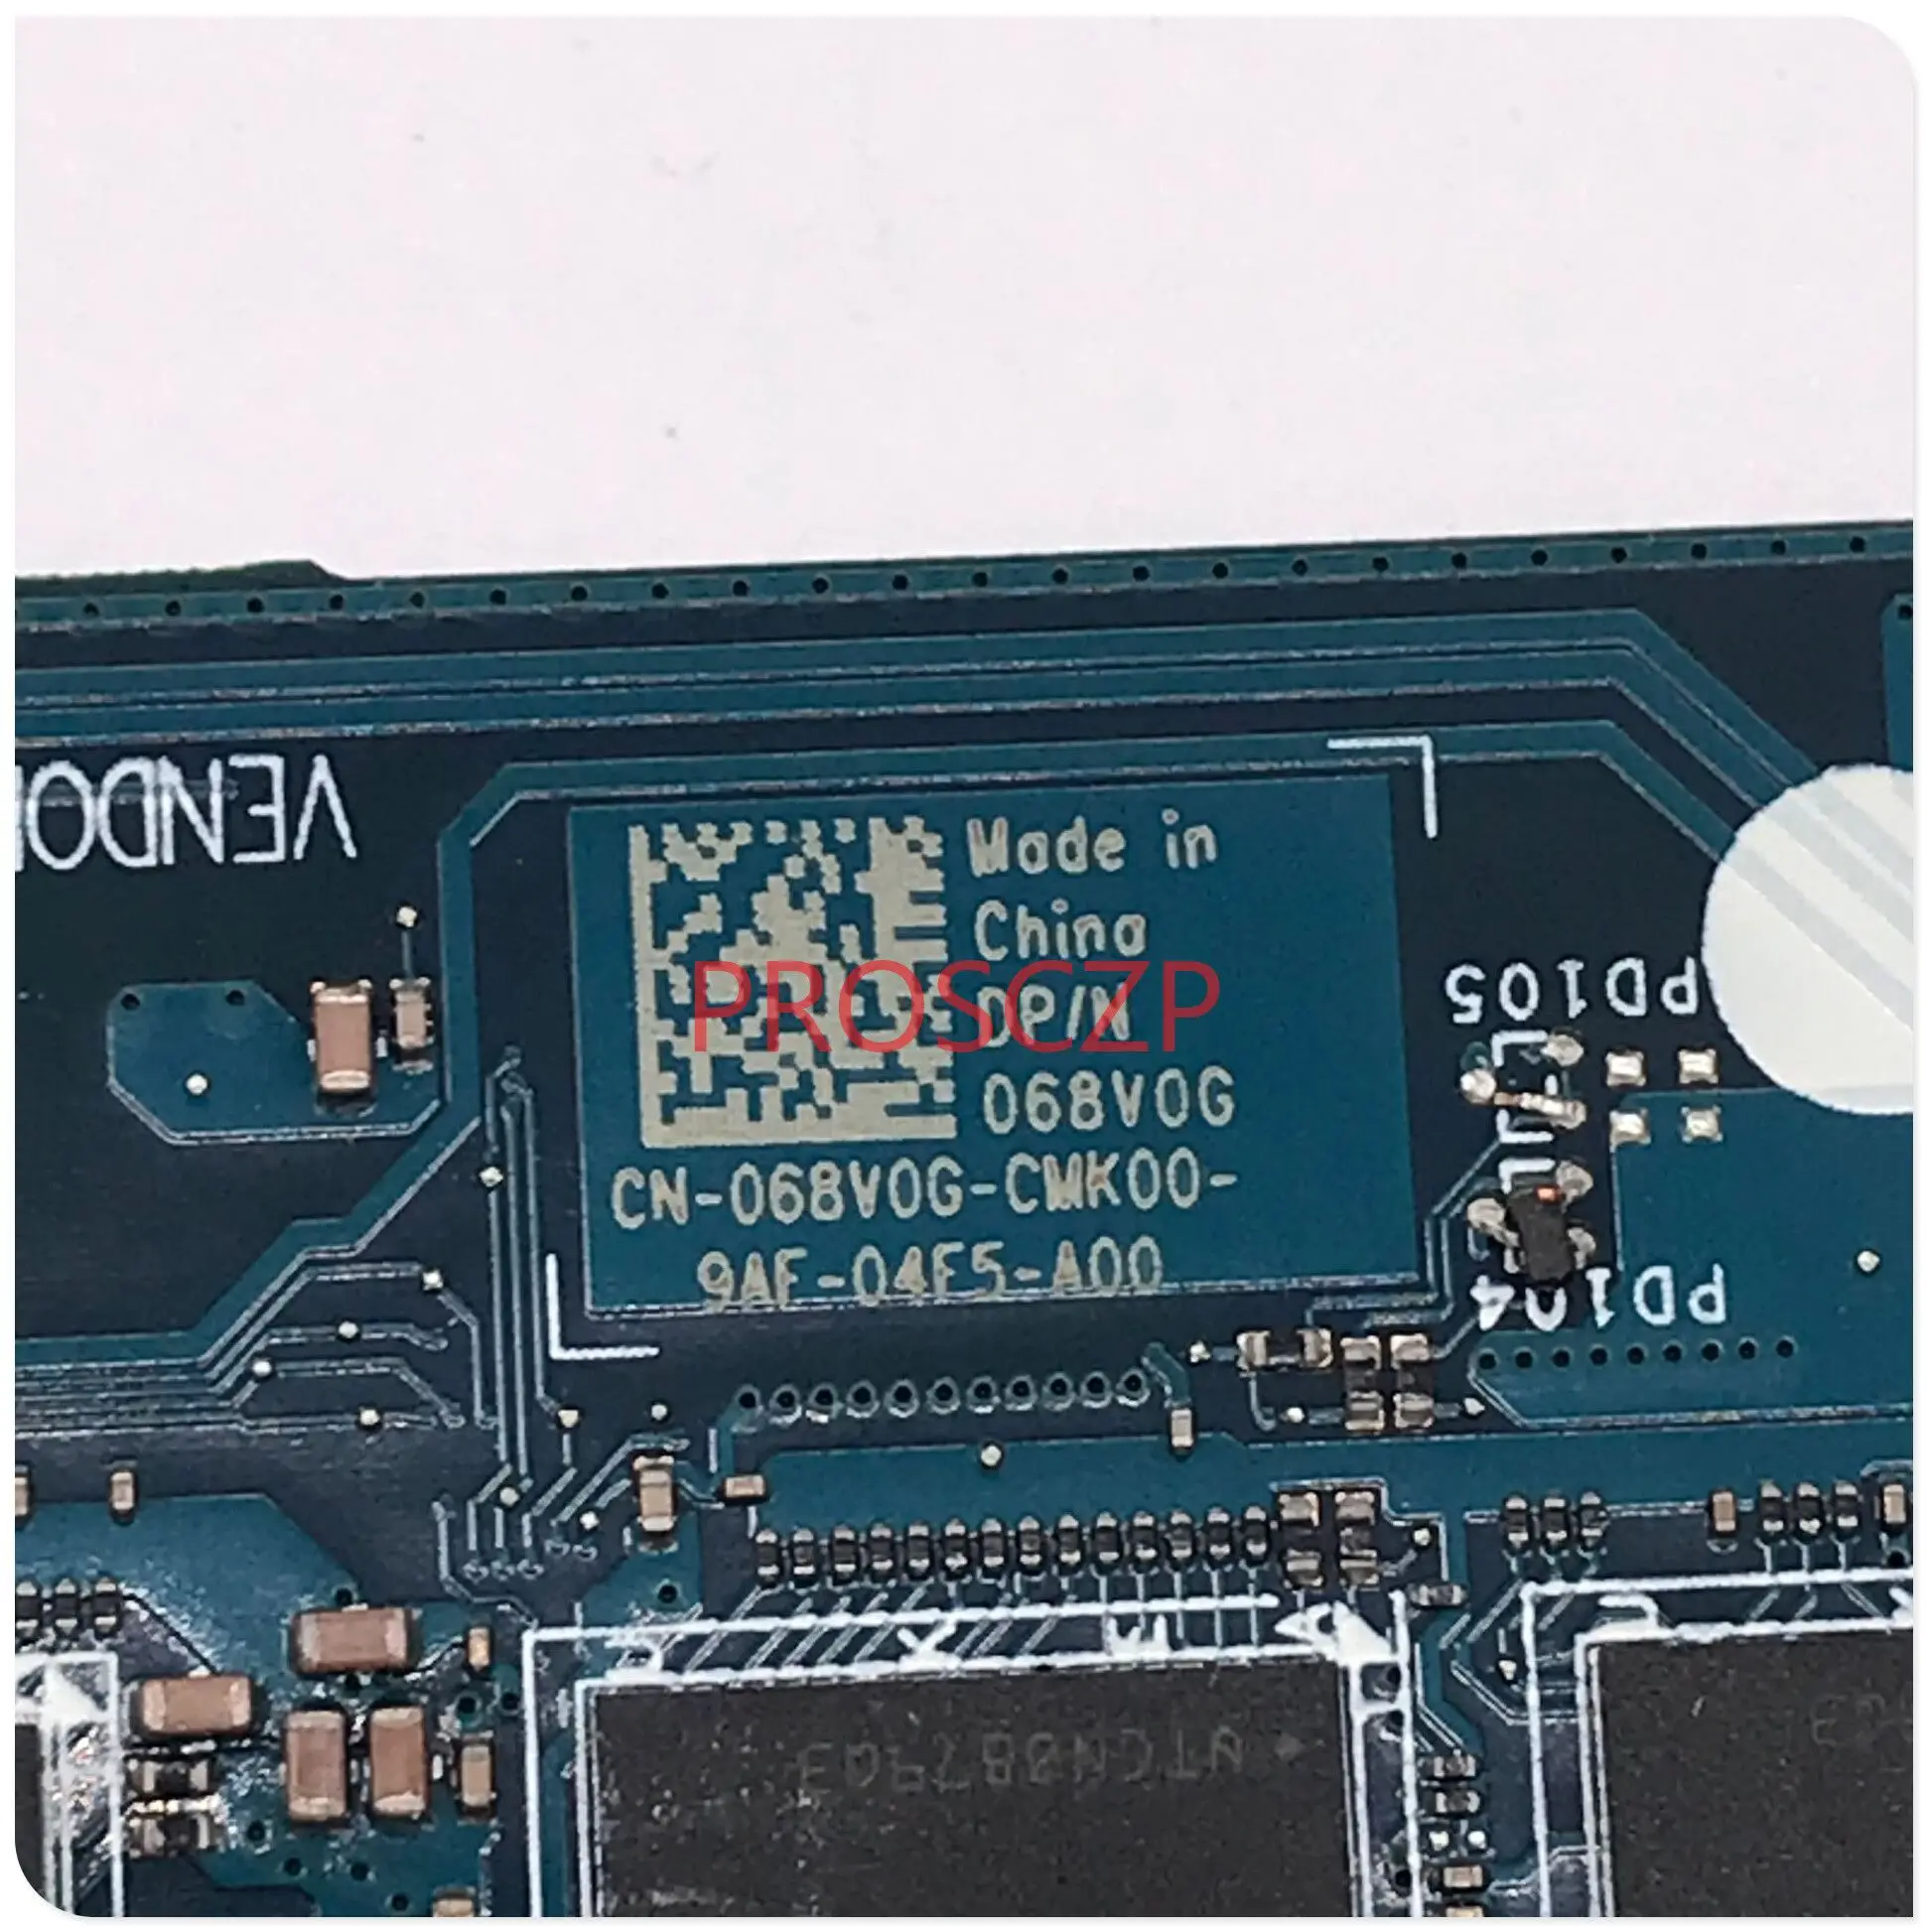 Made in
China
DP/N
068V0G
CN-068V0G-CMK00-
9AF-04F5-A00
PROSCZP
PD105
PD104